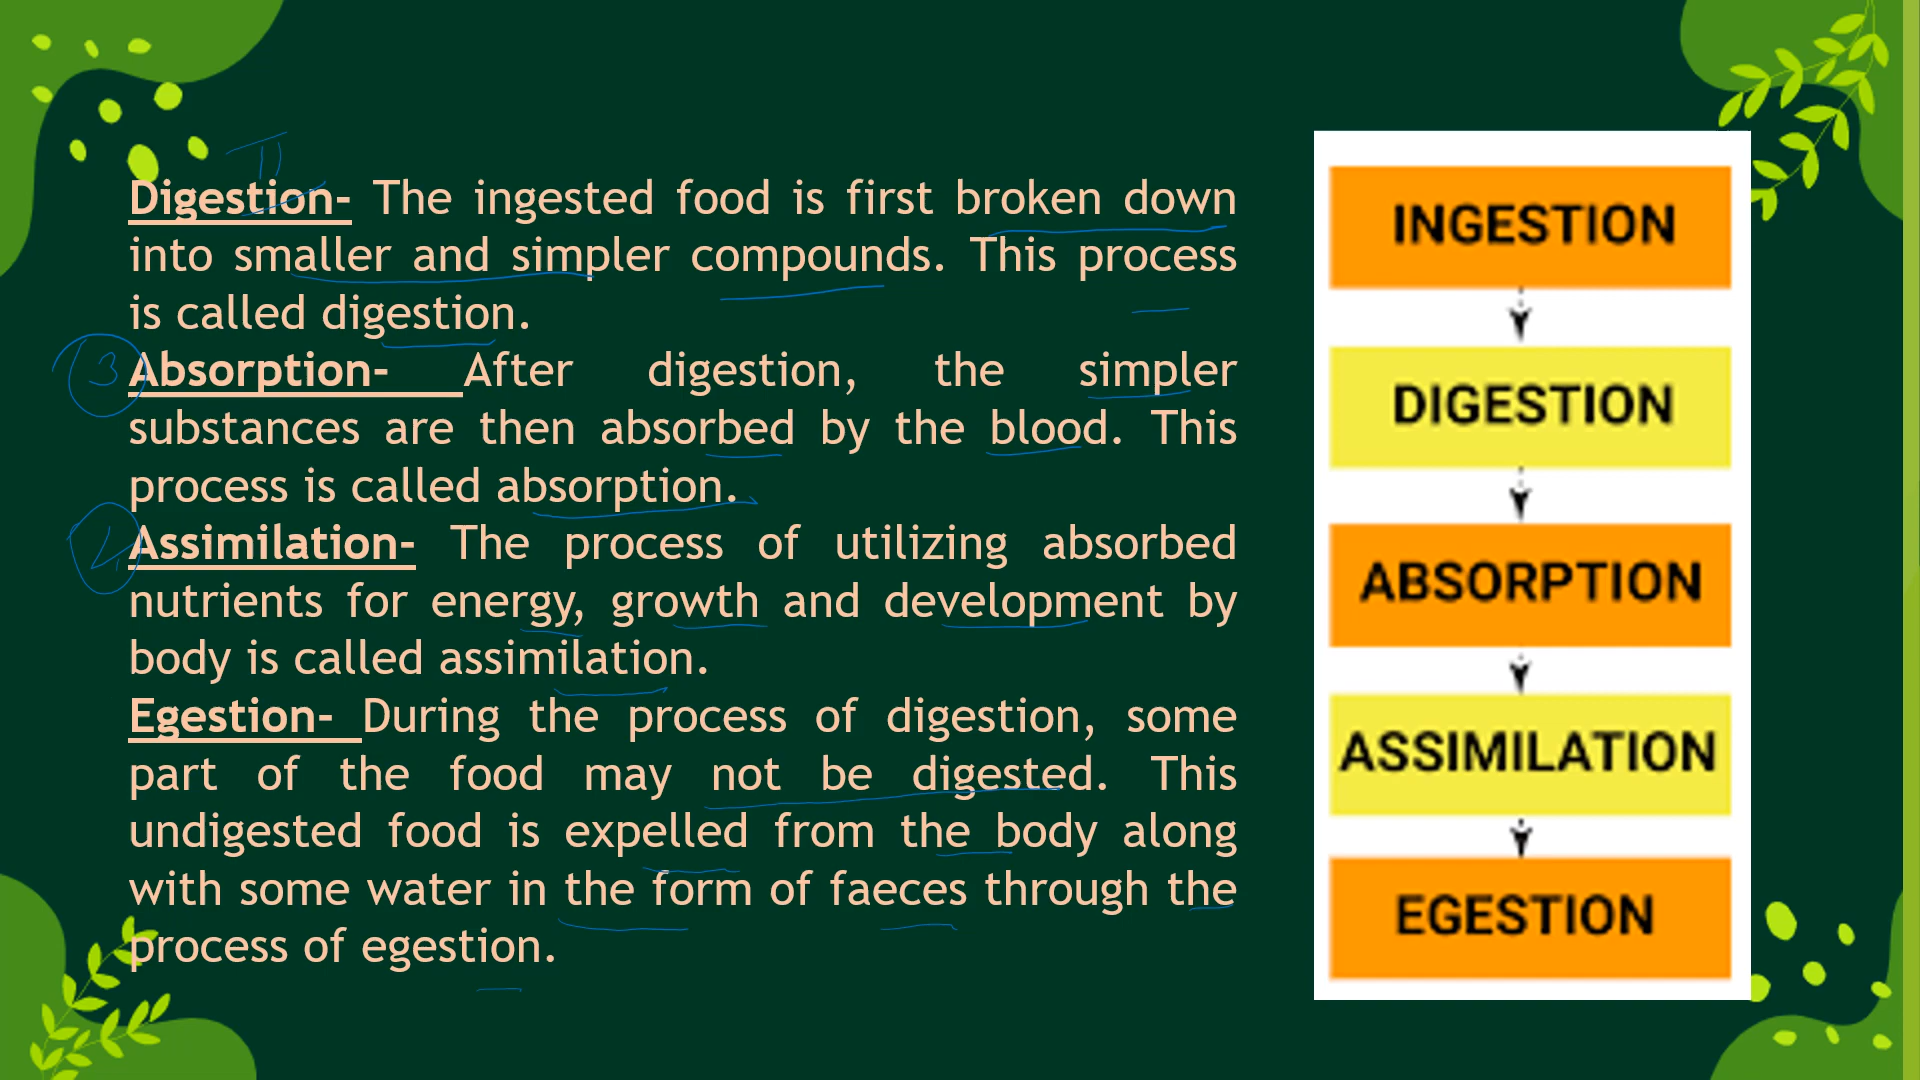 Digestion- The ingested food is first broken down
into smaller and simpler compounds. This process
is called digestion.
3
Absorption- After digestion, the simpler
substances are then absorbed by the blood. This
process is called absorption.
Assimilation- The process of utilizing absorbed
nutrients for energy, growth and development by
body is called assimilation.
Egestion- During the process of digestion, some
part of the food may not be digested. This
undigested food is expelled from the body along
with some water in the form of faeces through the
process of egestion.
INGESTION
DIGESTION
ABSORPTION
ASSIMILATION
EGESTION